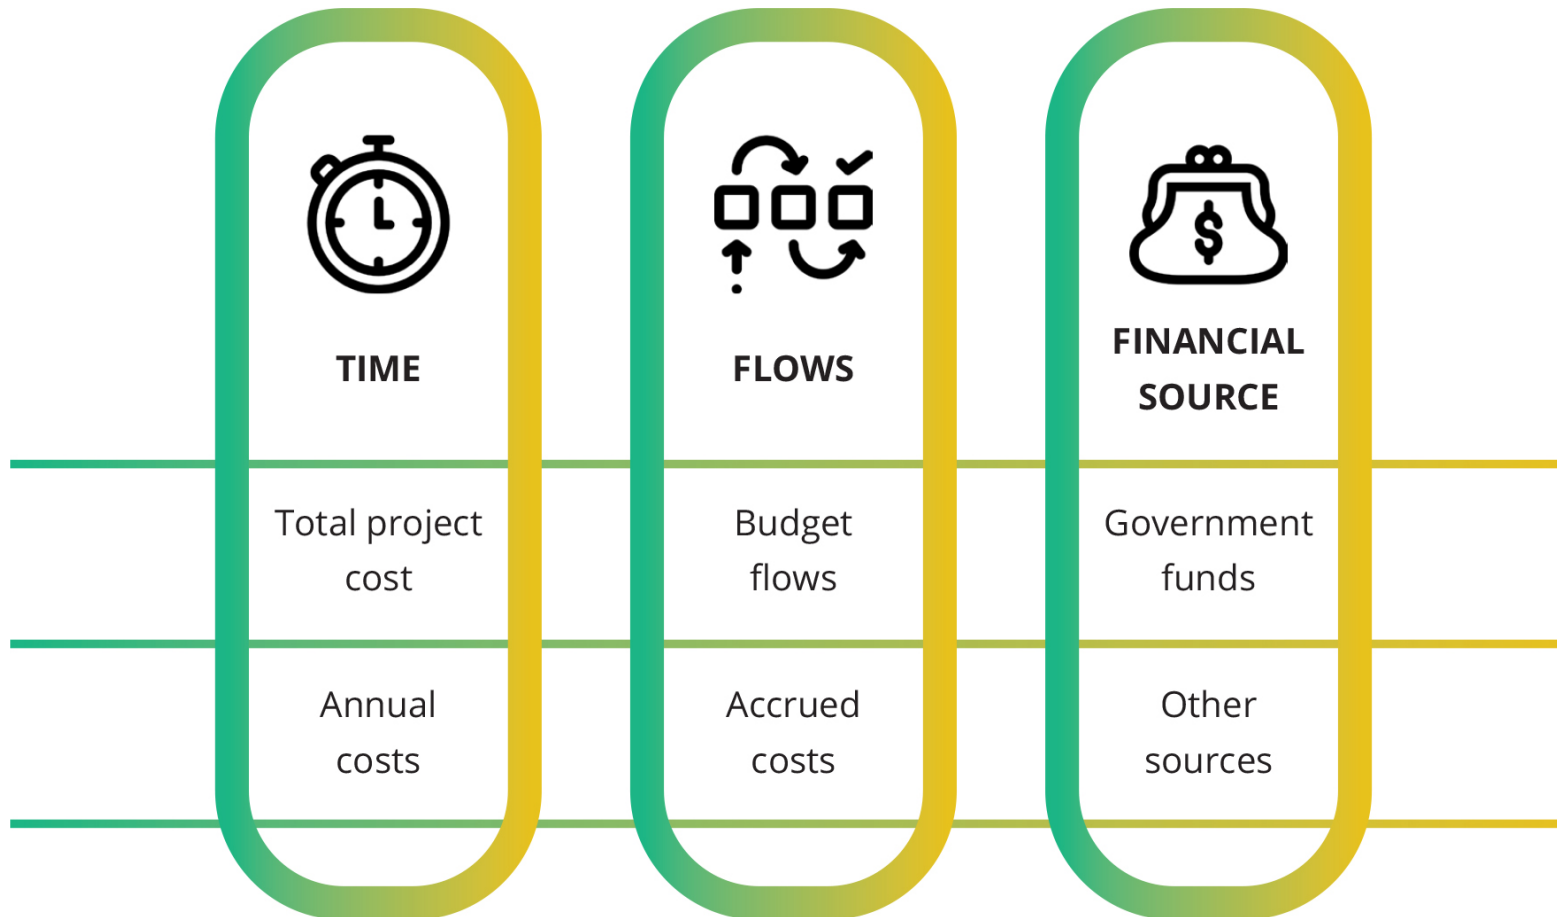 TIME
FLOWS
FINANCIAL
SOURCE
Total project
cost
Budget
flows
Government
funds
Annual
costs
Accrued
costs
Other
sources